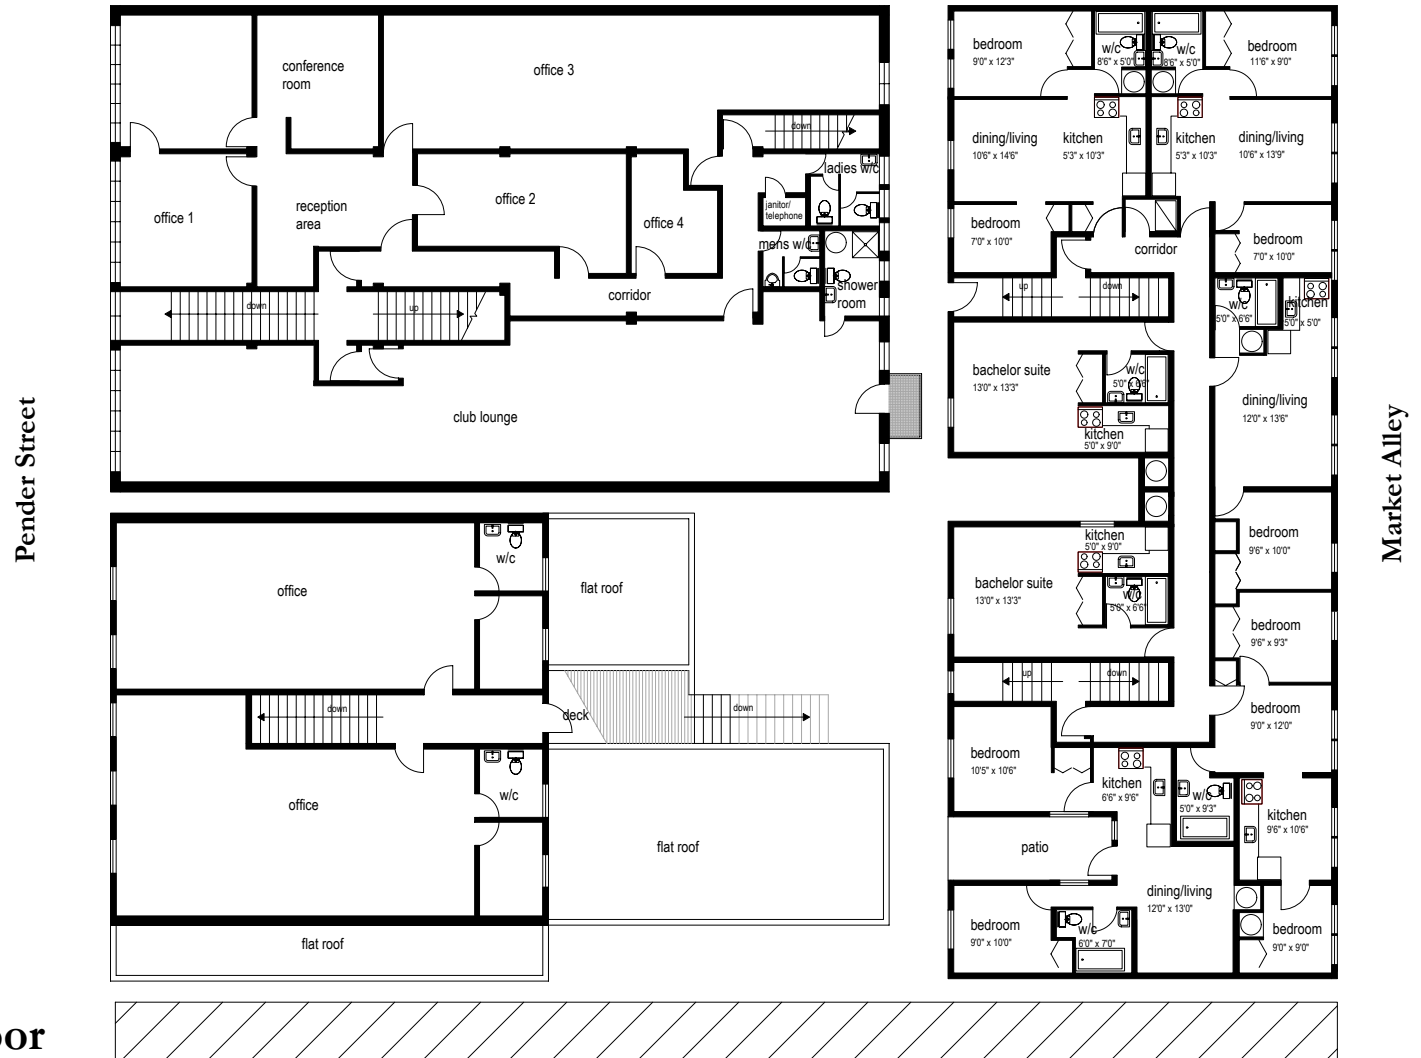 conference
room
office 3
down
office 1
reception
area
office 2
office 4
janitor/
telephone
ladies w/c
mens w/c
shower
room
corridor
down
up
club lounge
Pender Street
office
w/c
flat roof
down
deck
down
office
w/c
flat roof
flat roof
bedroom
9'0" x 12'3"
w/c
8'6" x 5'0"
w/c
8'6" x 5'0"
bedroom
11'6" x 9'0"
dining/living
10'6" x 14'6"
kitchen
5'3" x 10'3"
kitchen
5'3" x 10'3"
dining/living
10'6" x 13'9"
bedroom
7'0" x 10'0"
corridor
bedroom
7'0" x 10'0"
up
down
w/c
5'0" x 6'6"
kitchen
5'0" x 5'0"
bachelor suite
13'0" x 13'3"
w/c
5'0" x 6'6"
kitchen
5'0" x 9'0"
dining/living
12'0" x 13'6"
Market Alley
kitchen
5'0" x 9'0"
bachelor suite
13'0" x 13'3"
w/c
5'0" x 6'6"
bedroom
9'6" x 10'0"
bedroom
9'6" x 9'3"
up
down
bedroom
9'0" x 12'0"
bedroom
10'5" x 10'6"
kitchen
6'6" x 9'6"
w/c
5'0" x 9'3"
kitchen
9'6" x 10'6"
patio
dining/living
12'0" x 13'0"
bedroom
9'0" x 10'0"
w/c
6'0" x 7'0"
bedroom
9'0" x 9'0"
oor